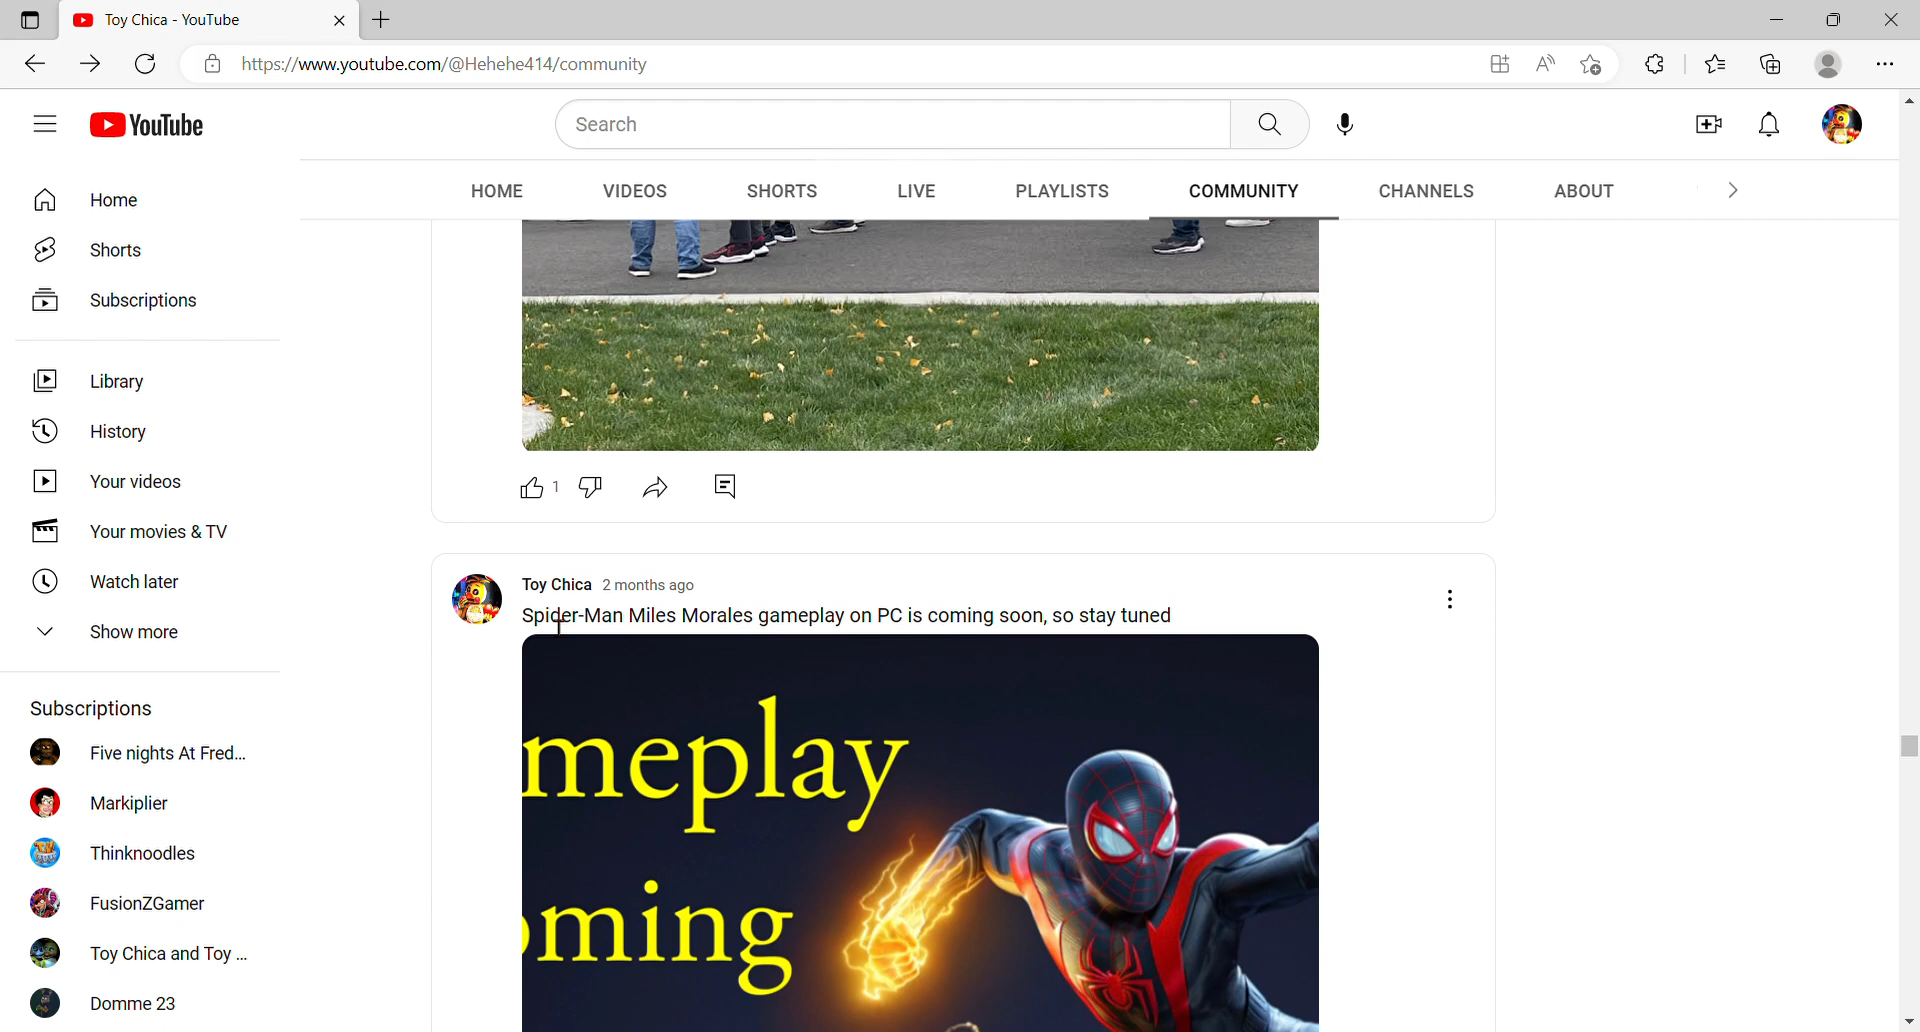 Toy Chica - YouTube
https://www.youtube.com/@Hehehe414/community
YouTube
Search
HOME VIDEOS SHORTS LIVE PLAYLISTS COMMUNITY CHANNELS ABOUT
Home
Shorts
Subscriptions
Library
History
Your videos
Your movies & TV
Watch later
Show more
Subscriptions
Five nights At Fred...
Markiplier
Thinknoodles
FusionZGamer
Toy Chica and Toy ...
Domme 23
1
Toy Chica 2 months ago
Spider-Man Miles Morales gameplay on PC is coming soon, so stay tuned
meplay
oming